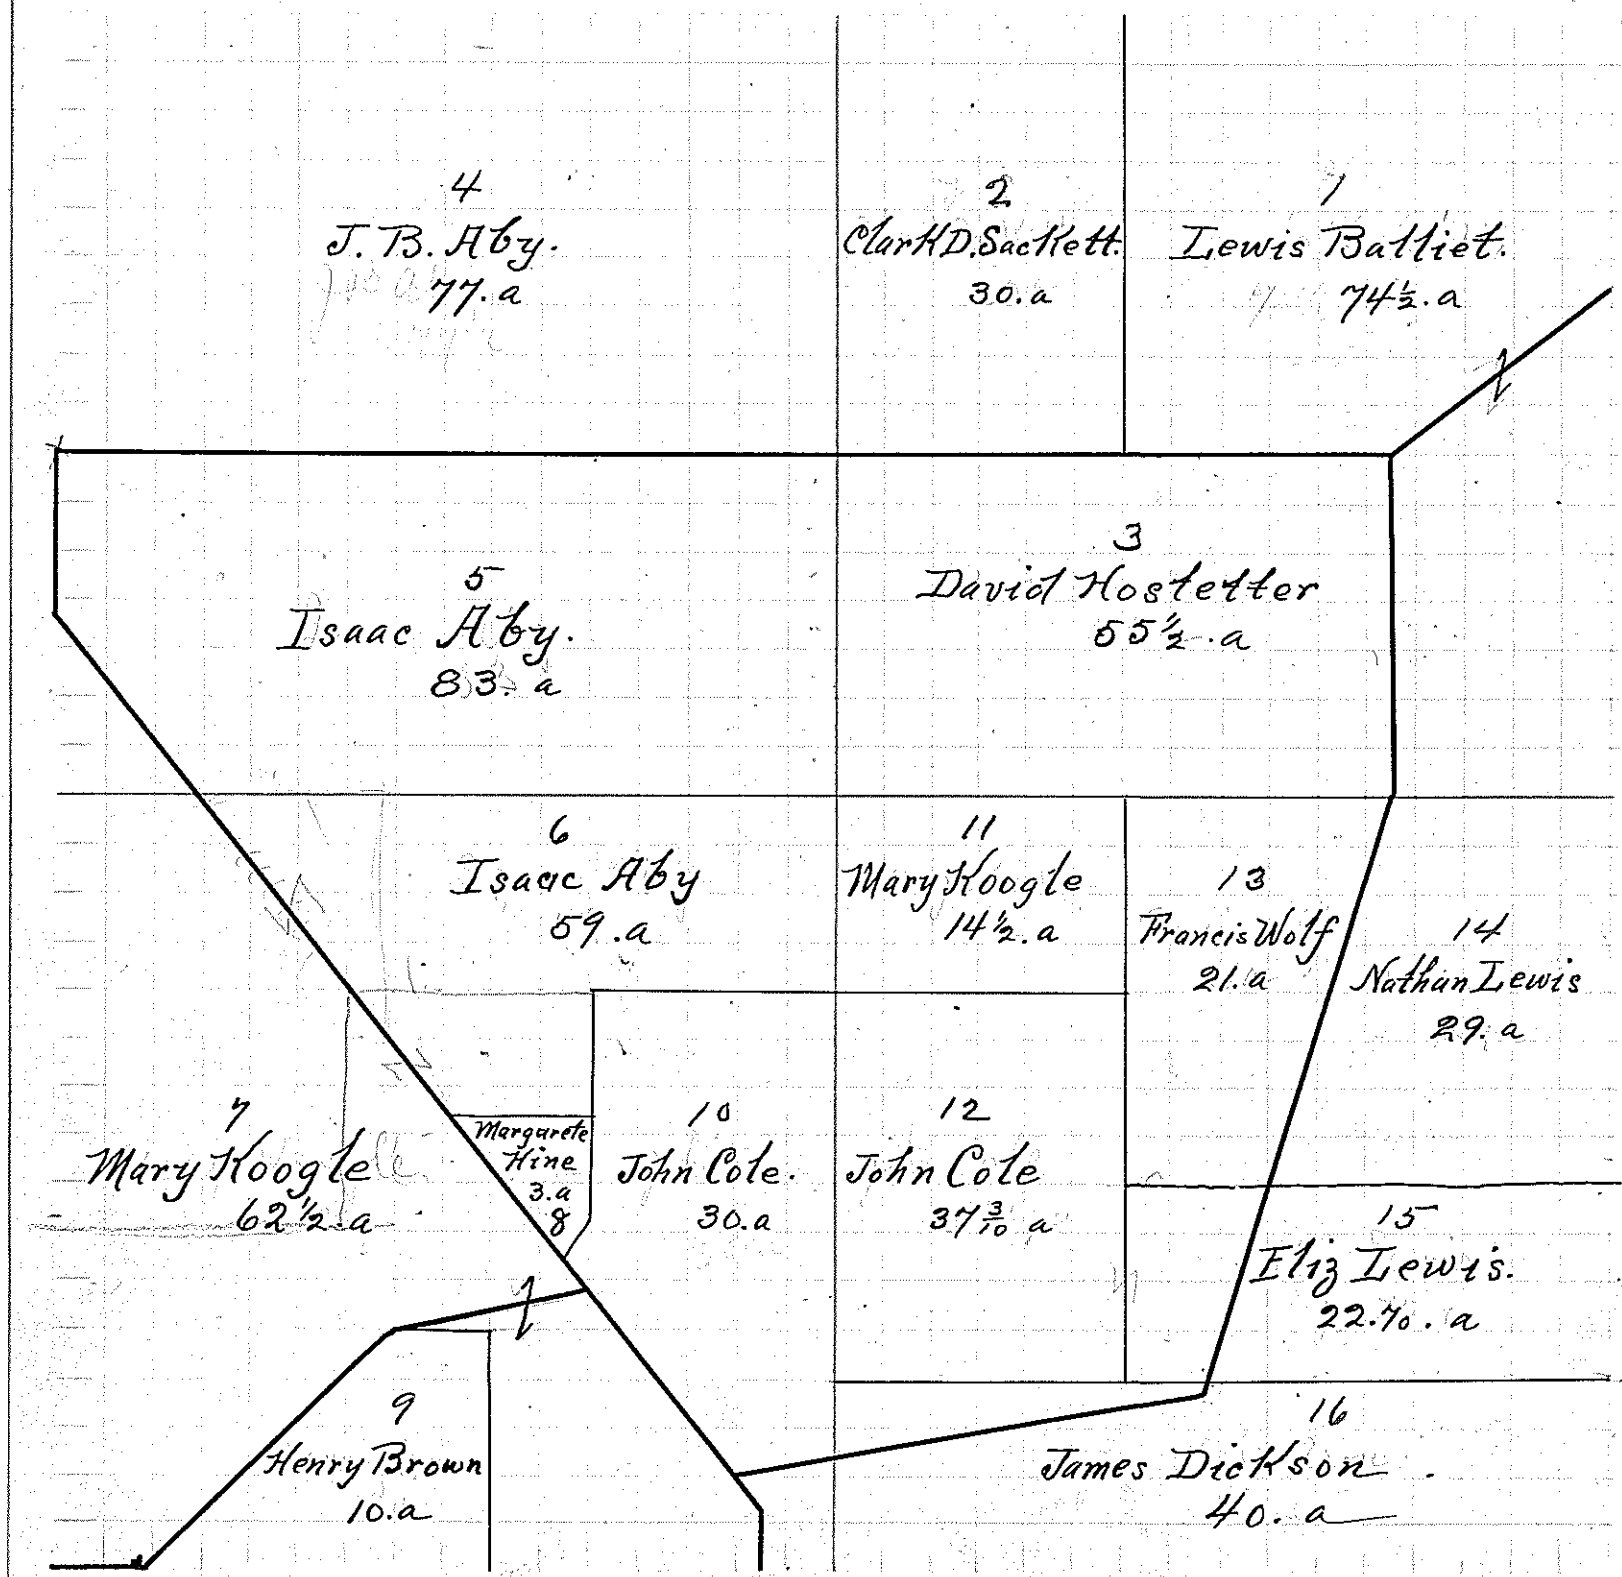 4
J. B. Aby.
77. a
2
Clark D. Sackett.
30. a
1
Lewis Balliet.
74½. a
5
Isaac Aby.
83. a
3
David Hostetter
55½. a
6
Isaac Aby
59. a
11
Mary Koogle
14½. a
13
Francis Wolf
21. a
14
Nathan Lewis
29. a
7
Mary Koogle
62½. a
Margarete
Hine
3. a
8
10
John Cole.
30. a
12
John Cole
37 3/10 a
15
Eliz Lewis.
9
Henry Brown
10. a
16
James Dickson
40. a